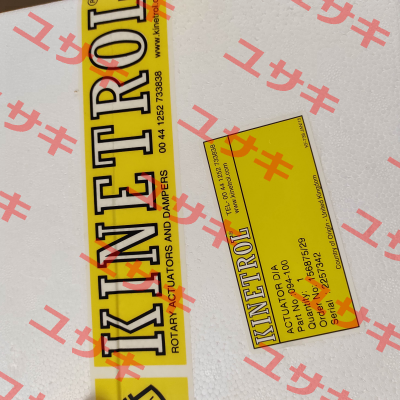 KINETROL®
ROTARY ACTUATORS AND DAMPERS
00 44 1252 733838
www.kinetrol.com
KINETROL
TEL: 00 44 1252 733838
www.kinetrol.com
ACTUATOR D/A
Part No 094-100
Quantity: 1
Order No 156875/29
Serial 2257342
Country of Origin: United Kingdom
ユサキ
ユサキ
ユサキ
ユサキ
ユサキ
ユサキ
ユサキ
ユサキ